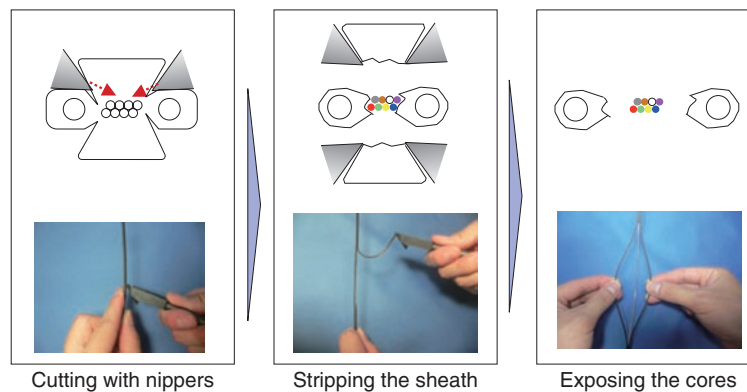 Cutting with nippers
Stripping the sheath
Exposing the cores